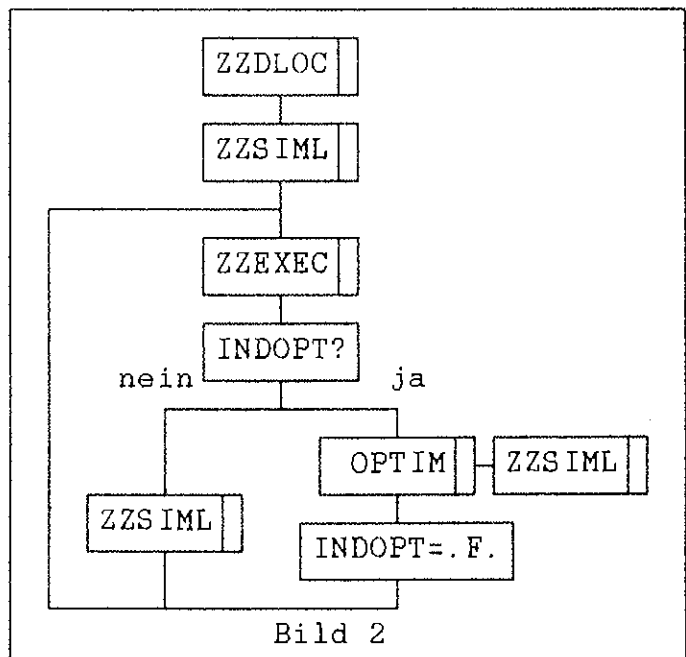 ZZDLOC
ZZSIML
ZZEXEC
INDOPT?
nein ja
OPTIM ZZSIML
ZZSIML
INDOPT=.F.
Bild 2